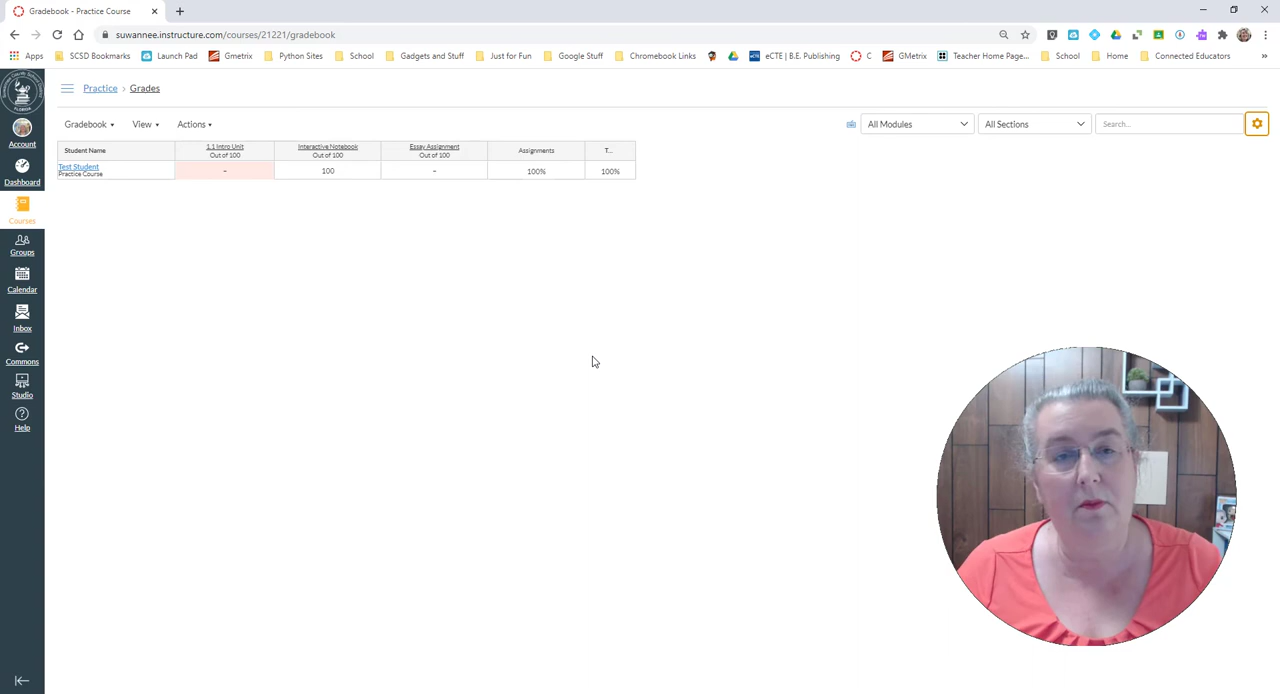 Gradebook - Practice Course
suwannee.instructure.com/courses/21221/gradebook
Apps SCSD Bookmarks Launch Pad Gmetrix Python Sites School Gadgets and Stuff Just for Fun Google Stuff Chromebook Links eCTE | B.E. Publishing C GMetrix Teacher Home Page... School Home Connected Educators »
Practice › Grades
Gradebook View Actions All Modules All Sections Search...
Student Name
1.1 Intro Unit
Out of 100
Interactive Notebook
Out of 100
Essay Assignment
Out of 100
Assignments
T...
Test Student
Practice Course
– 100 – 100% 100%
Account
Dashboard
Courses
Groups
Calendar
Inbox
Commons
Studio
Help